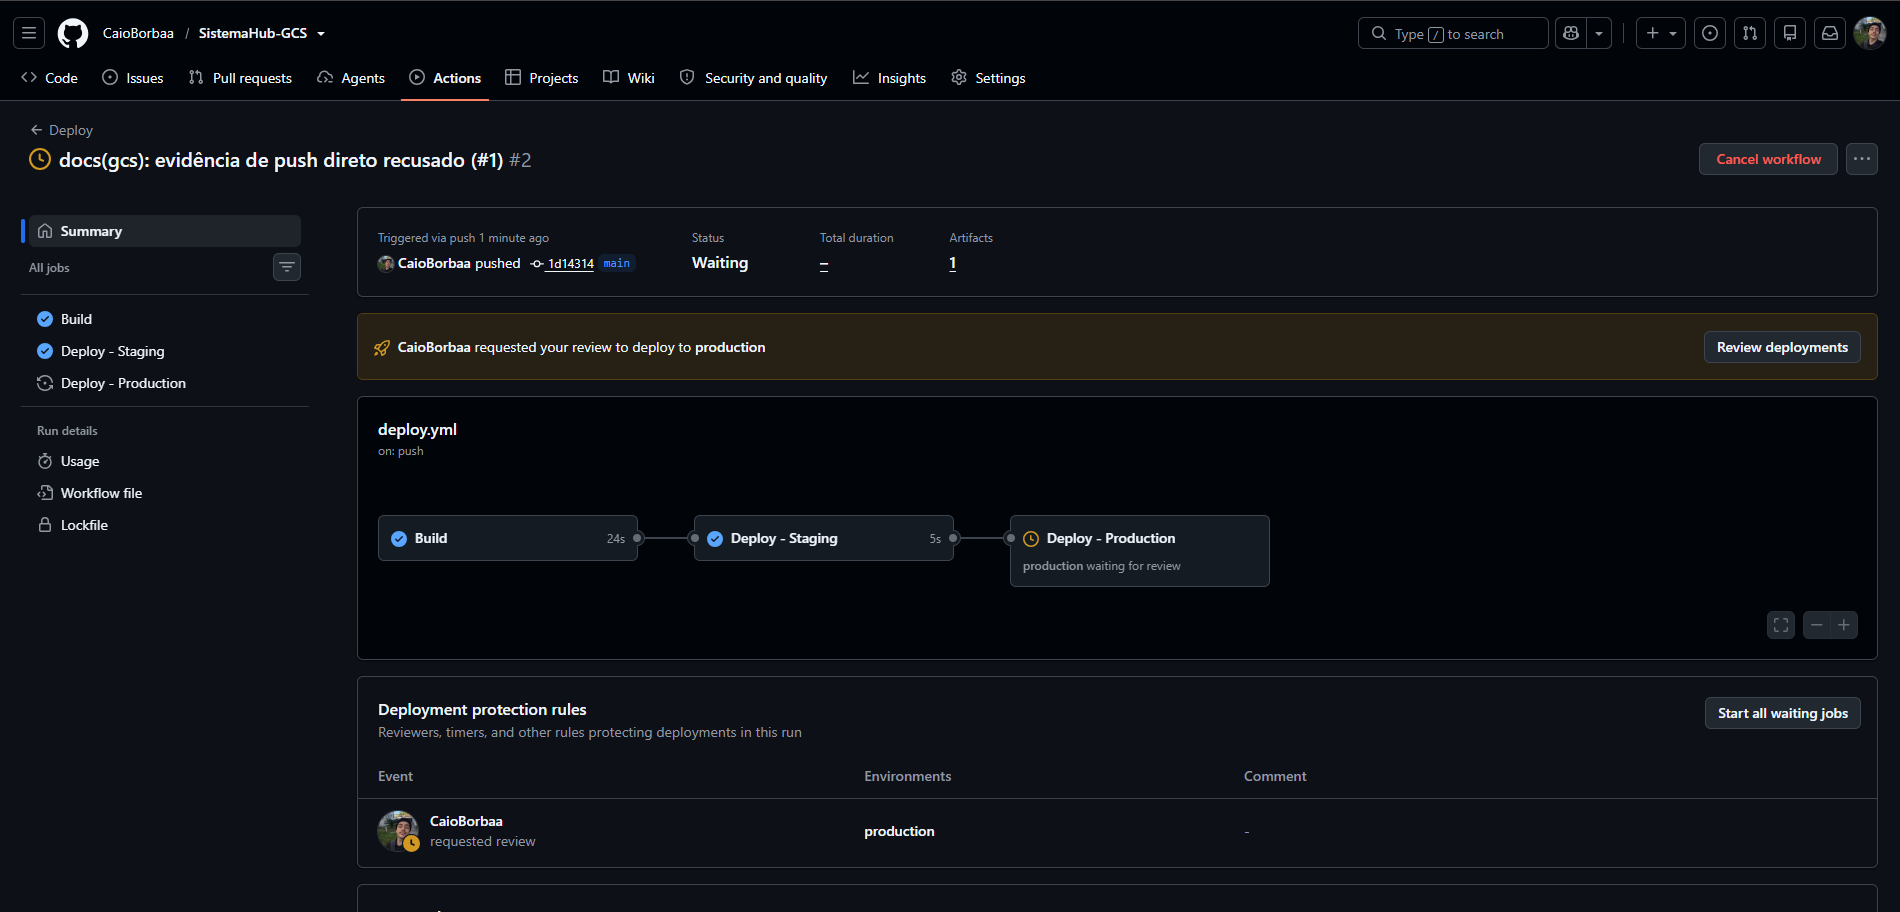 CaioBorbaa / SistemaHub-GCS
Type / to search
Code
Issues
Pull requests
Agents
Actions
Projects
Wiki
Security and quality
Insights
Settings
Deploy
docs(gcs): evidência de push direto recusado (#1) #2
Cancel workflow
Summary
All jobs
Build
Deploy - Staging
Deploy - Production
Run details
Usage
Workflow file
Lockfile
Triggered via push 1 minute ago
CaioBorbaa pushed 1d14314 main
Status
Waiting
Total duration
–
Artifacts
1
CaioBorbaa requested your review to deploy to production
Review deployments
deploy.yml
on: push
Build 24s
Deploy - Staging 5s
Deploy - Production
production waiting for review
Deployment protection rules
Reviewers, timers, and other rules protecting deployments in this run
Start all waiting jobs
Event Environments Comment
CaioBorbaa
requested review
production
-